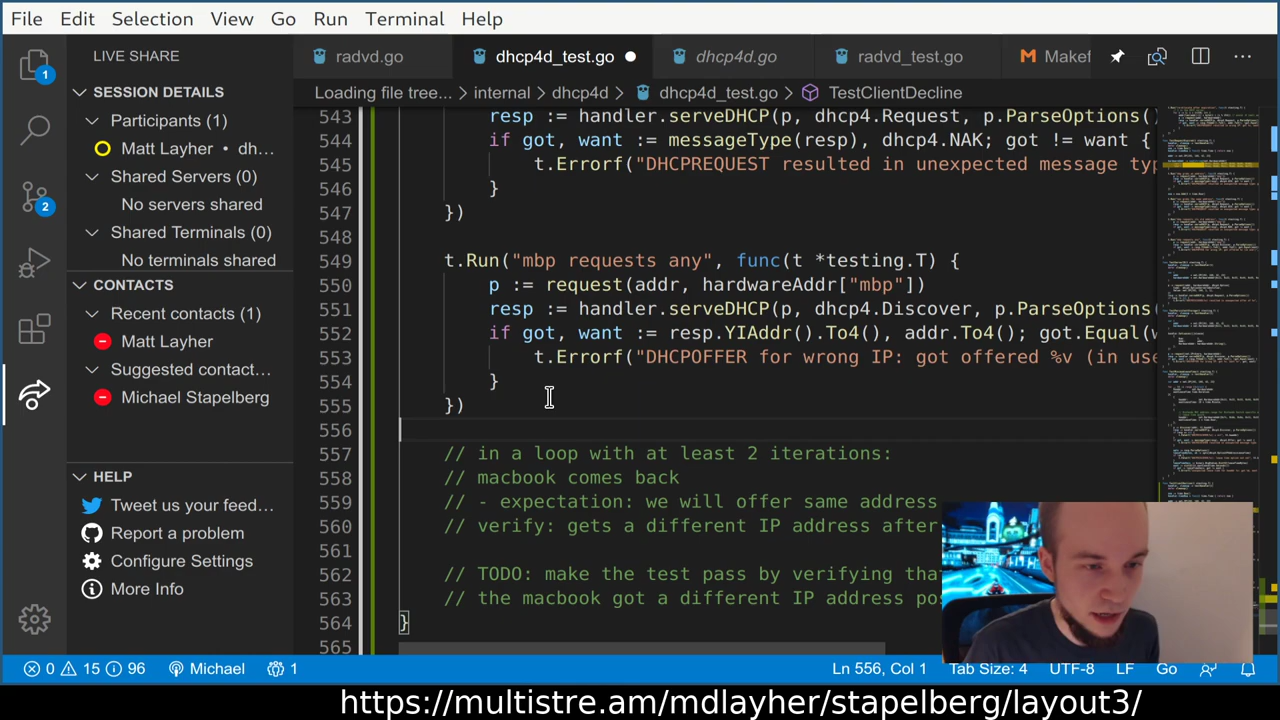 File Edit Selection View Go Run Terminal Help
LIVE SHARE
radvd.go
dhcp4d_test.go
dhcp4d.go
radvd_test.go
Makef
SESSION DETAILS
Loading file tree... internal dhcp4d dhcp4d_test.go TestClientDecline
Participants (1)
Matt Layher • dh...
Shared Servers (0)
No servers shared
Shared Terminals (0)
No terminals shared
CONTACTS
Recent contacts (1)
Matt Layher
Suggested contact...
Michael Stapelberg
HELP
Tweet us your feed...
Report a problem
Configure Settings
More Info
1
2
543 resp := handler.serveDHCP(p, dhcp4.Request, p.ParseOptions()
544 if got, want := messageType(resp), dhcp4.NAK; got != want {
545 t.Errorf("DHCPREQUEST resulted in unexpected message typ
546 }
547 })
548
549 t.Run("mbp requests any", func(t *testing.T) {
550 p := request(addr, hardwareAddr["mbp"])
551 resp := handler.serveDHCP(p, dhcp4.Discover, p.ParseOptions(
552 if got, want := resp.YIAddr().To4(), addr.To4(); got.Equal(w
553 t.Errorf("DHCPOFFER for wrong IP: got offered %v (in use
554 }
555 })
556
557 // in a loop with at least 2 iterations:
558 // macbook comes back
559 // expectation: we will offer same address
560 // verify: gets a different IP address after
561
562 // TODO: make the test pass by verifying tha
563 // the macbook got a different IP address po
564 }
565
0 15 96 Michael 1 Ln 556, Col 1 Tab Size: 4 UTF-8 LF Go
https://multistre.am/mdlayher/stapelberg/layout3/